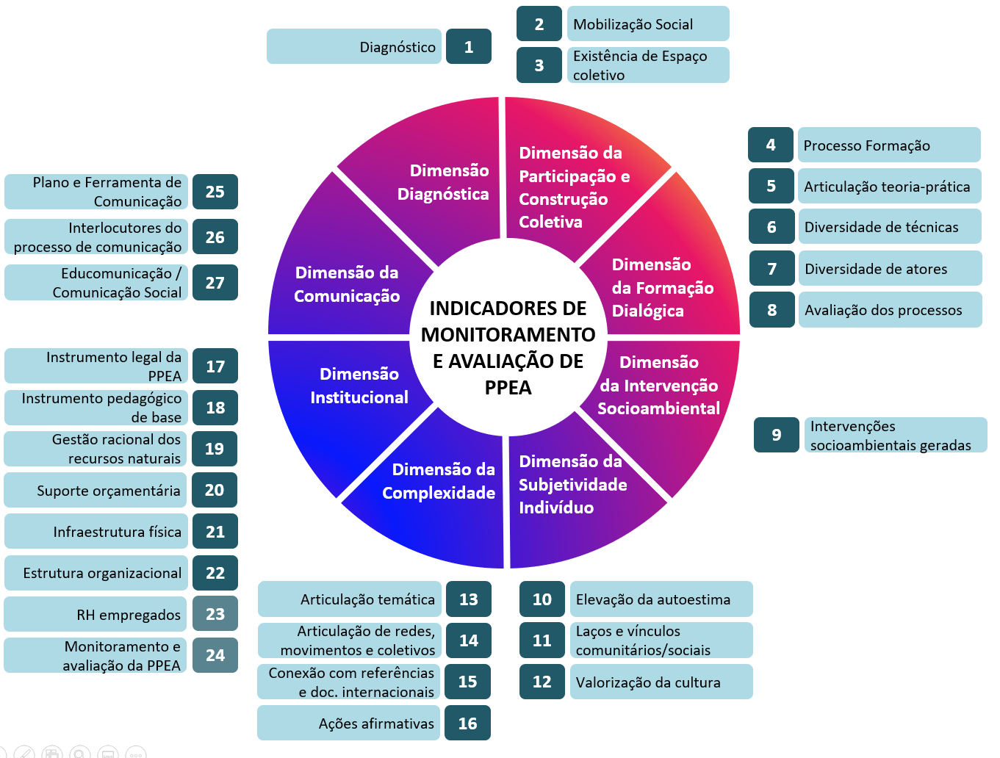 Diagnóstico
1
2
Mobilização Social
3
Existência de Espaço
coletivo
4
Processo Formação
5
Articulação teoria-prática
6
Diversidade de técnicas
7
Diversidade de atores
8
Avaliação dos processos
9
Intervenções
socioambientais geradas
10
Elevação da autoestima
11
Laços e vínculos
comunitários/sociais
12
Valorização da cultura
Articulação temática
13
Articulação de redes,
movimentos e coletivos
14
Conexão com referências
e doc. internacionais
15
Ações afirmativas
16
Instrumento legal da
PPEA
17
Instrumento pedagógico
de base
18
Gestão racional dos
recursos naturais
19
Suporte orçamentária
20
Infraestrutura física
21
Estrutura organizacional
22
RH empregados
23
Monitoramento e
avaliação da PPEA
24
Plano e Ferramenta de
Comunicação
25
Interlocutores do
processo de comunicação
26
Educomunicação /
Comunicação Social
27
Dimensão
Diagnóstica
Dimensão da
Participação e
Construção
Coletiva
Dimensão
da Formação
Dialógica
Dimensão
da Intervenção
Socioambiental
Dimensão da
Subjetividade
Indivíduo
Dimensão da
Complexidade
Dimensão
Institucional
Dimensão da
Comunicação
INDICADORES DE
MONITORAMENTO
E AVALIAÇÃO DE
PPEA